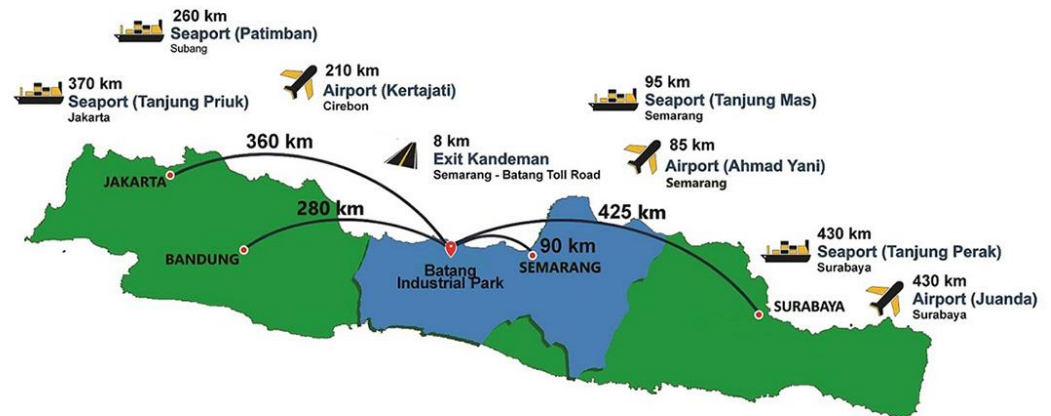 260 km
Seaport (Patimban)
Subang
370 km
Seaport (Tanjung Priuk)
Jakarta
210 km
Airport (Kertajati)
Cirebon
95 km
Seaport (Tanjung Mas)
Semarang
8 km
Exit Kandeman
Semarang - Batang Toll Road
85 km
Airport (Ahmad Yani)
Semarang
360 km
JAKARTA
280 km
BANDUNG
425 km
90 km
SEMARANG
Batang
Industrial Park
430 km
Seaport (Tanjung Perak)
Surabaya
430 km
Airport (Juanda)
Surabaya
SURABAYA